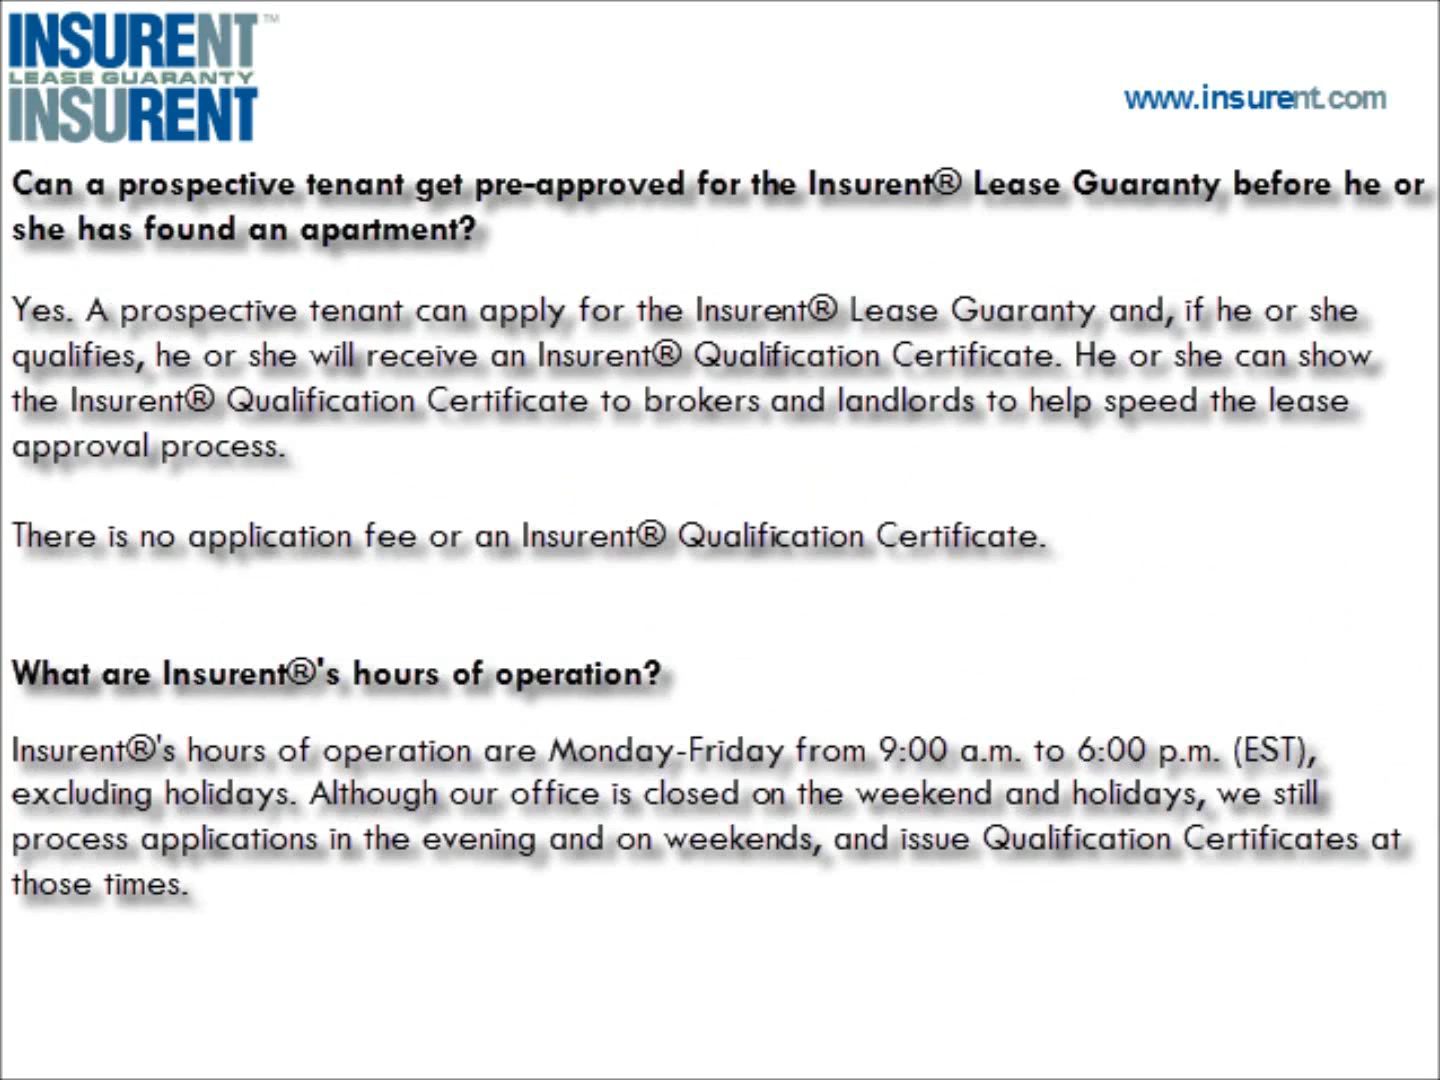 INSURENT™
LEASE GUARANTY
INSURENT
www.insurent.com
Can a prospective tenant get pre-approved for the Insurent® Lease Guaranty before he or
she has found an apartment?
Yes. A prospective tenant can apply for the Insurent® Lease Guaranty and, if he or she
qualifies, he or she will receive an Insurent® Qualification Certificate. He or she can show
the Insurent® Qualification Certificate to brokers and landlords to help speed the lease
approval process.
There is no application fee or an Insurent® Qualification Certificate.
What are Insurent®'s hours of operation?
Insurent®'s hours of operation are Monday-Friday from 9:00 a.m. to 6:00 p.m. (EST),
excluding holidays. Although our office is closed on the weekend and holidays, we still
process applications in the evening and on weekends, and issue Qualification Certificates at
those times.